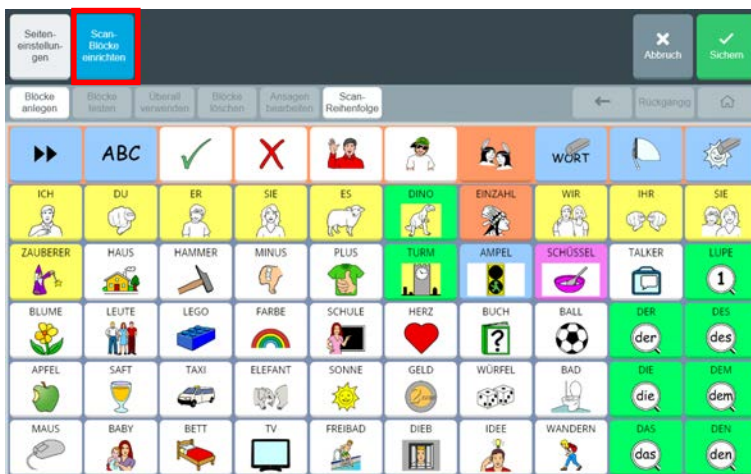 Seiten-
einstellun-
gen
Scan-
Blöcke
einrichten
Abbruch
Sichern
Blöcke
anlegen
Blöcke
testen
Überall
verwenden
Blöcke
löschen
Ansagen
bearbeiten
Scan-
Reihenfolge
Rückgängig
ABC
WORT
ICH DU ER SIE ES DINO EINZAHL WIR IHR SIE
ZAUBERER HAUS HAMMER MINUS PLUS TURM AMPEL SCHÜSSEL TALKER LUPE
1
BLUME LEUTE LEGO FARBE SCHULE HERZ BUCH BALL DER DES
? der des
APFEL SAFT TAXI ELEFANT SONNE GELD WÜRFEL BAD DIE DEM
2 die dem
MAUS BABY BETT TV FREIBAD DIEB IDEE WANDERN DAS DEN
das den